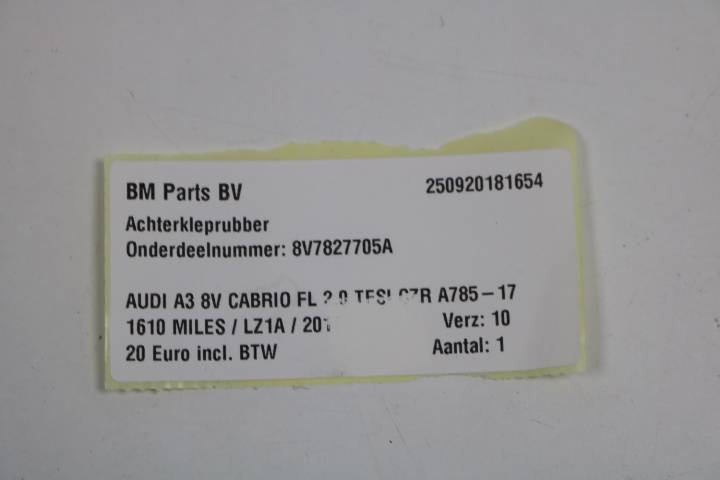 BM Parts BV 250920181654
Achterkleprubber
Onderdeelnummer: 8V7827705A
AUDI A3 8V CABRIO FL A785-17
1610 MILES / LZ1A / Verz: 10
20 Euro incl. BTW Aantal: 1